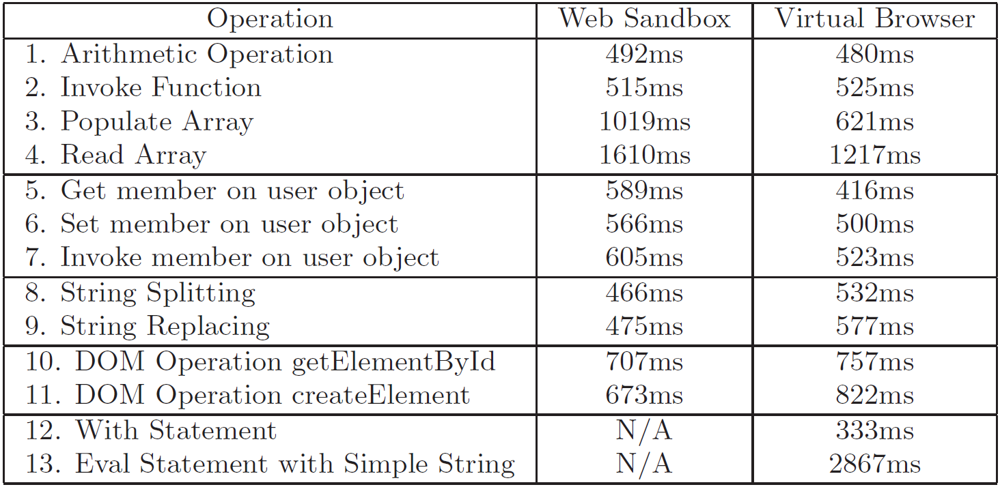 Operation Web Sandbox Virtual Browser
1. Arithmetic Operation 492ms 480ms
2. Invoke Function 515ms 525ms
3. Populate Array 1019ms 621ms
4. Read Array 1610ms 1217ms
5. Get member on user object 589ms 416ms
6. Set member on user object 566ms 500ms
7. Invoke member on user object 605ms 523ms
8. String Splitting 466ms 532ms
9. String Replacing 475ms 577ms
10. DOM Operation getElementById 707ms 757ms
11. DOM Operation createElement 673ms 822ms
12. With Statement N/A 333ms
13. Eval Statement with Simple String N/A 2867ms